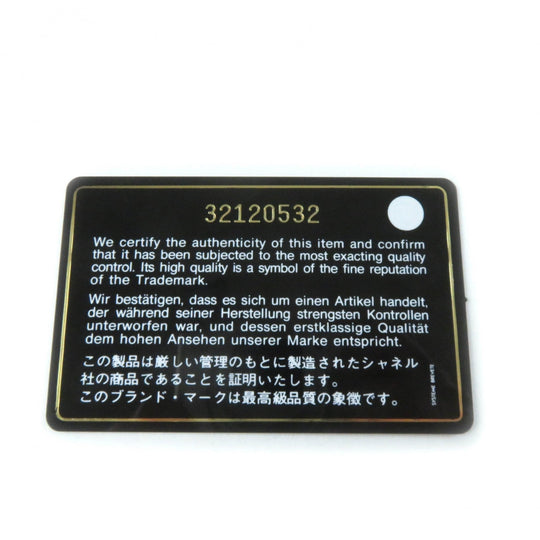 32120532
We certify the authenticity of this item and confirm
that it has been subjected to the most exacting quality
control. Its high quality is a symbol of the fine reputation
of the Trademark.
Wir bestätigen, dass es sich um einen Artikel handelt,
der während seiner Herstellung strengsten Kontrollen
unterworfen war, und dessen erstklassige Qualität
dem hohen Ansehen unserer Marke entspricht.
この製品は厳しい管理のもとに製造されたシャネル
社の商品であることを証明いたします。
このブランド・マークは最高級品質の象徴です。
SYSTEME BREVETE